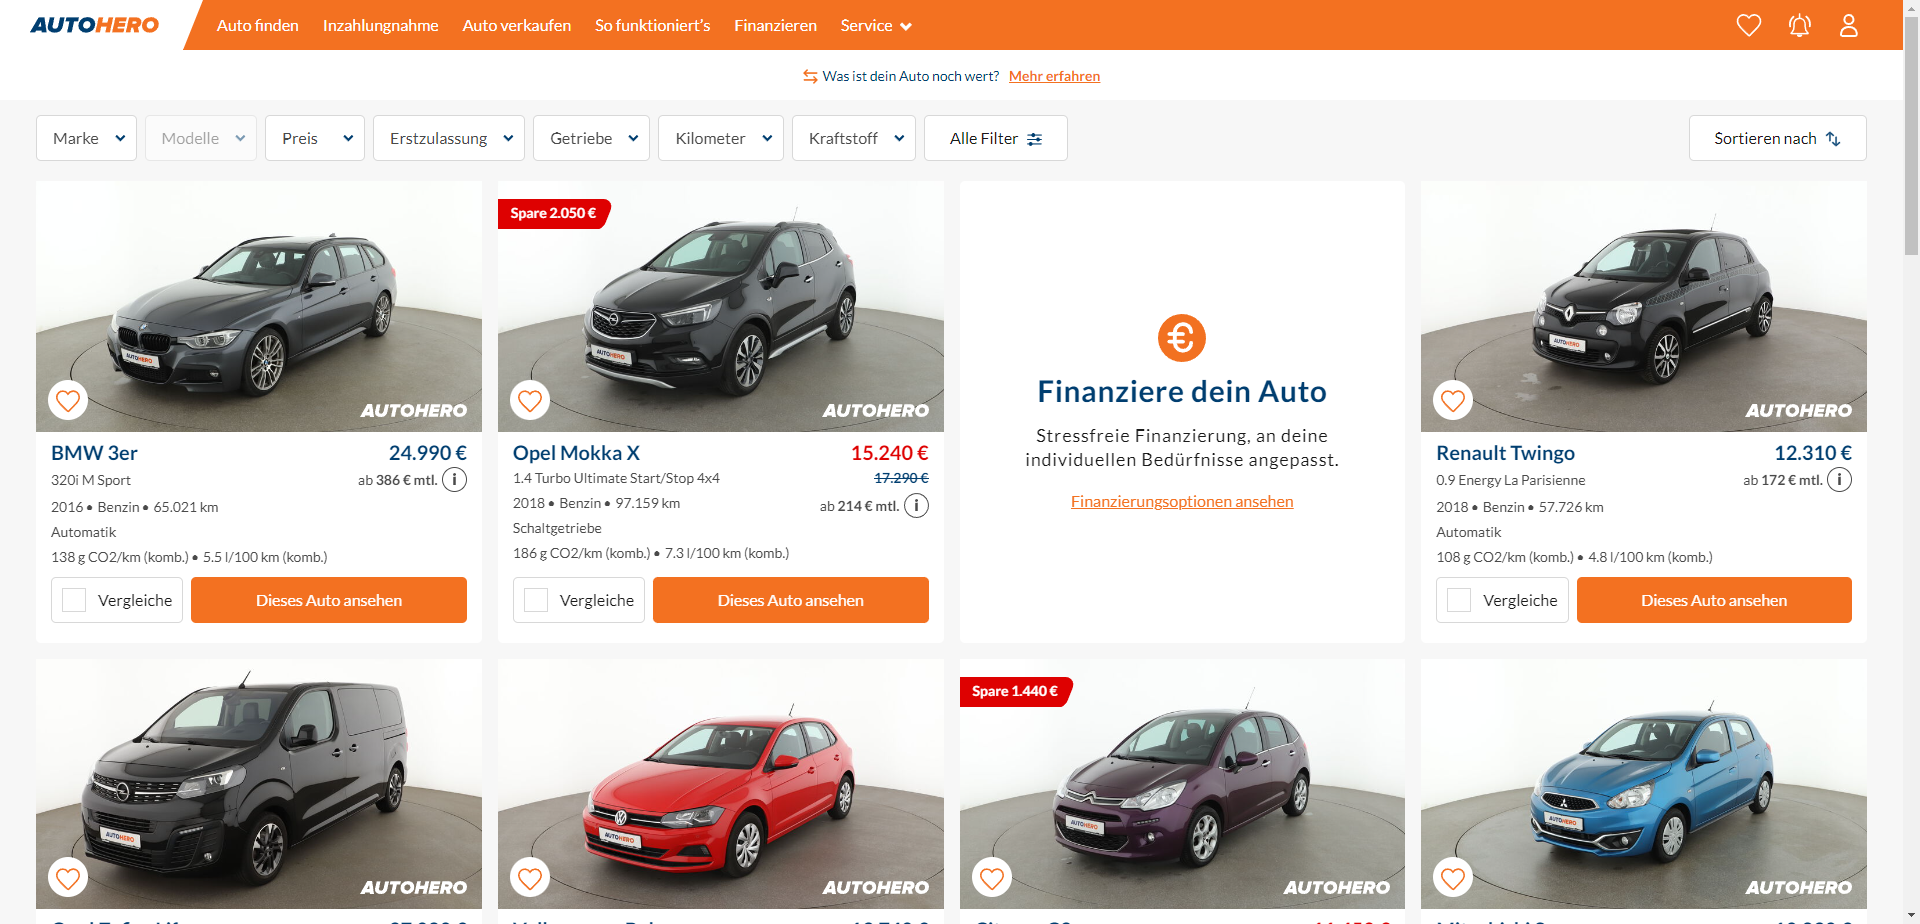 AUTOHERO
Auto finden
Inzahlungnahme
Auto verkaufen
So funktioniert's
Finanzieren
Service
Was ist dein Auto noch wert? Mehr erfahren
Marke
Modelle
Preis
Erstzulassung
Getriebe
Kilometer
Kraftstoff
Alle Filter
Sortieren nach
AUTOHERO
AUTOHERO
BMW 3er
24.990 €
320i M Sport
ab 386 € mtl.
2016 • Benzin • 65.021 km
Automatik
138 g CO2/km (komb.) • 5.5 l/100 km (komb.)
Vergleiche
Dieses Auto ansehen
Spare 2.050 €
AUTOHERO
AUTOHERO
Opel Mokka X
15.240 €
1.4 Turbo Ultimate Start/Stop 4x4
17.290 €
2018 • Benzin • 97.159 km
ab 214 € mtl.
Schaltgetriebe
186 g CO2/km (komb.) • 7.3 l/100 km (komb.)
Vergleiche
Dieses Auto ansehen
Finanziere dein Auto
Stressfreie Finanzierung, an deine
individuellen Bedürfnisse angepasst.
Finanzierungsoptionen ansehen
AUTOHERO
AUTOHERO
Renault Twingo
12.310 €
0.9 Energy La Parisienne
ab 172 € mtl.
2018 • Benzin • 57.726 km
Automatik
108 g CO2/km (komb.) • 4.8 l/100 km (komb.)
Vergleiche
Dieses Auto ansehen
AUTOHERO
AUTOHERO
AUTOHERO
AUTOHERO
Spare 1.440 €
AUTOHERO
AUTOHERO
AUTOHERO
AUTOHERO